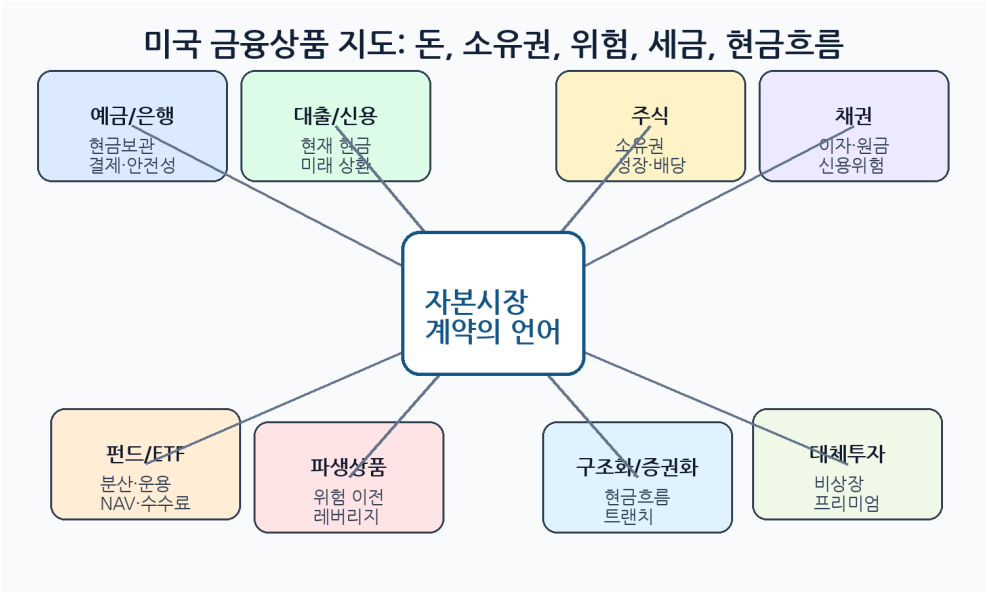 미국 금융상품 지도: 돈, 소유권, 위험, 세금, 현금흐름
예금/은행
현금보관
결제·안전성
대출/신용
현재 현금
미래 상환
주식
소유권
성장·배당
채권
이자·원금
신용위험
자본시장
계약의 언어
펀드/ETF
분산·운용
NAV·수수료
파생상품
위험 이전
레버리지
구조화/증권화
현금흐름
트랜치
대체투자
비상장
프리미엄